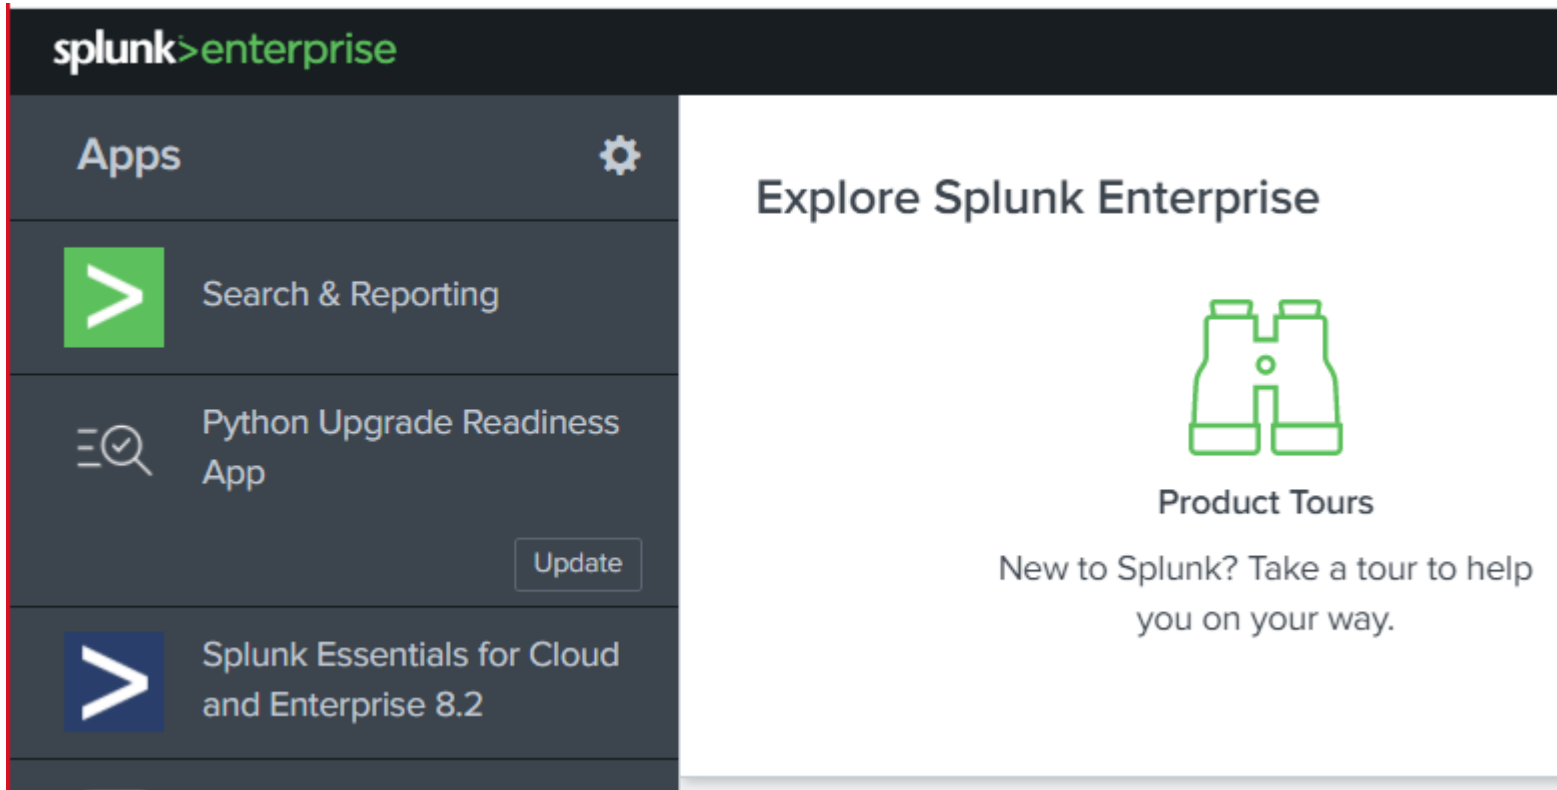 splunk>enterprise
Apps
Search & Reporting
Python Upgrade Readiness
App
Update
Splunk Essentials for Cloud
and Enterprise 8.2
Explore Splunk Enterprise
Product Tours
New to Splunk? Take a tour to help
you on your way.